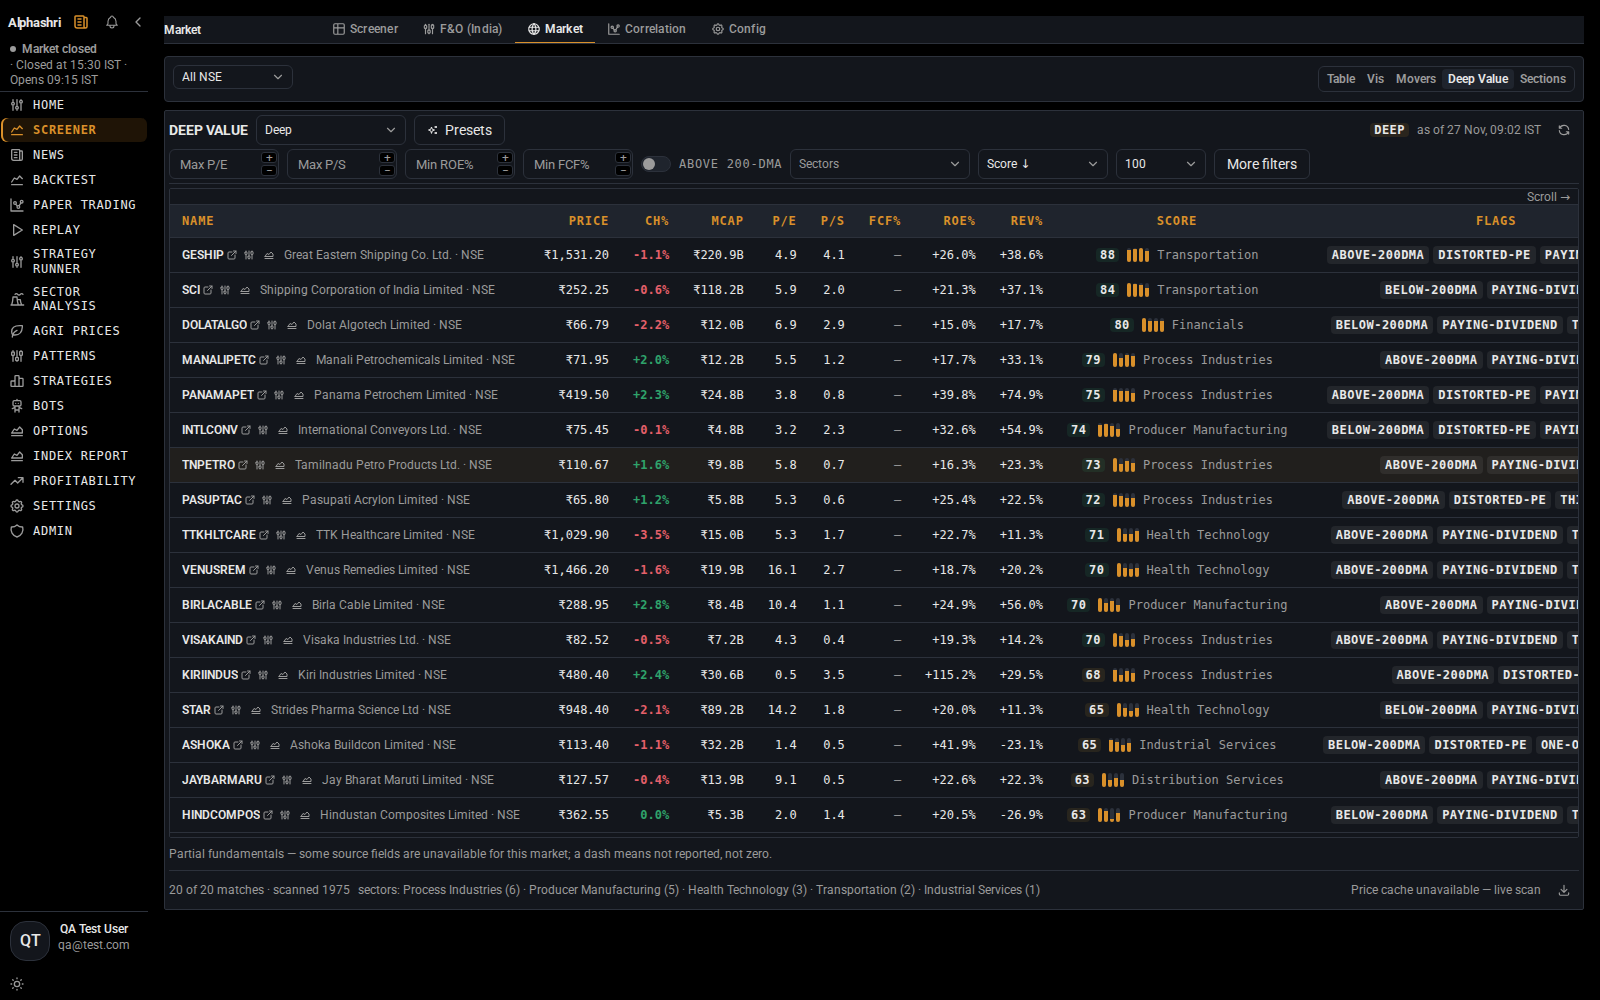 Alphashri
Market closed
· Closed at 15:30 IST ·
Opens 09:15 IST
HOME
SCREENER
NEWS
BACKTEST
PAPER TRADING
REPLAY
STRATEGY
RUNNER
SECTOR
ANALYSIS
AGRI PRICES
PATTERNS
STRATEGIES
BOTS
OPTIONS
INDEX REPORT
PROFITABILITY
SETTINGS
ADMIN
QT
QA Test User
qa@test.com
Market Screener F&O (India) Market Correlation Config
All NSE Table Vis Movers Deep Value Sections
DEEP VALUE Deep Presets DEEP as of 27 Nov, 09:02 IST
Max P/E + − Max P/S + − Min ROE% + − Min FCF% + − ABOVE 200-DMA Sectors Score ↓ 100 More filters
Scroll →
NAME PRICE CH% MCAP P/E P/S FCF% ROE% REV% SCORE FLAGS
GESHIP Great Eastern Shipping Co. Ltd. · NSE ₹1,531.20 -1.1% ₹220.9B 4.9 4.1 — +26.0% +38.6% 88 Transportation ABOVE-200DMA DISTORTED-PE PAYIN
SCI Shipping Corporation of India Limited · NSE ₹252.25 -0.6% ₹118.2B 5.9 2.0 — +21.3% +37.1% 84 Transportation BELOW-200DMA PAYING-DIVI
DOLATALGO Dolat Algotech Limited · NSE ₹66.79 -2.2% ₹12.0B 6.9 2.9 — +15.0% +17.7% 80 Financials BELOW-200DMA PAYING-DIVIDEND T
MANALIPETC Manali Petrochemicals Limited · NSE ₹71.95 +2.0% ₹12.2B 5.5 1.2 — +17.7% +33.1% 79 Process Industries ABOVE-200DMA PAYING-DIVI
PANAMAPET Panama Petrochem Limited · NSE ₹419.50 +2.3% ₹24.8B 3.8 0.8 — +39.8% +74.9% 75 Process Industries ABOVE-200DMA DISTORTED-PE PAYIN
INTLCONV International Conveyors Ltd. · NSE ₹75.45 -0.1% ₹4.8B 3.2 2.3 — +32.6% +54.9% 74 Producer Manufacturing BELOW-200DMA DISTORTED-PE PAYIN
TNPETRO Tamilnadu Petro Products Ltd. · NSE ₹110.67 +1.6% ₹9.8B 5.8 0.7 — +16.3% +23.3% 73 Process Industries ABOVE-200DMA PAYING-DIVI
PASUPTAC Pasupati Acrylon Limited · NSE ₹65.80 +1.2% ₹5.8B 5.3 0.6 — +25.4% +22.5% 72 Process Industries ABOVE-200DMA DISTORTED-PE THI
TTKHLTCARE TTK Healthcare Limited · NSE ₹1,029.90 -3.5% ₹15.0B 5.3 1.7 — +22.7% +11.3% 71 Health Technology ABOVE-200DMA PAYING-DIVIDEND T
VENUSREM Venus Remedies Limited · NSE ₹1,466.20 -1.6% ₹19.9B 16.1 2.7 — +18.7% +20.2% 70 Health Technology ABOVE-200DMA PAYING-DIVIDEND T
BIRLACABLE Birla Cable Limited · NSE ₹288.95 +2.8% ₹8.4B 10.4 1.1 — +24.9% +56.0% 70 Producer Manufacturing ABOVE-200DMA PAYING-DIVI
VISAKAIND Visaka Industries Ltd. · NSE ₹82.52 -0.5% ₹7.2B 4.3 0.4 — +19.3% +14.2% 70 Process Industries ABOVE-200DMA PAYING-DIVIDEND T
KIRIINDUS Kiri Industries Limited · NSE ₹480.40 +2.4% ₹30.6B 0.5 3.5 — +115.2% +29.5% 68 Process Industries ABOVE-200DMA DISTORTED-
STAR Strides Pharma Science Ltd · NSE ₹948.40 -2.1% ₹89.2B 14.2 1.8 — +20.0% +11.3% 65 Health Technology BELOW-200DMA PAYING-DIVI
ASHOKA Ashoka Buildcon Limited · NSE ₹113.40 -1.1% ₹32.2B 1.4 0.5 — +41.9% -23.1% 65 Industrial Services BELOW-200DMA DISTORTED-PE ONE-O
JAYBARMARU Jay Bharat Maruti Limited · NSE ₹127.57 -0.4% ₹13.9B 9.1 0.5 — +22.6% +22.3% 63 Distribution Services ABOVE-200DMA PAYING-DIVI
HINDCOMPOS Hindustan Composites Limited · NSE ₹362.55 0.0% ₹5.3B 2.0 1.4 — +20.5% -26.9% 63 Producer Manufacturing BELOW-200DMA PAYING-DIVIDEND T
Partial fundamentals — some source fields are unavailable for this market; a dash means not reported, not zero.
20 of 20 matches · scanned 1975 sectors: Process Industries (6) · Producer Manufacturing (5) · Health Technology (3) · Transportation (2) · Industrial Services (1) Price cache unavailable — live scan